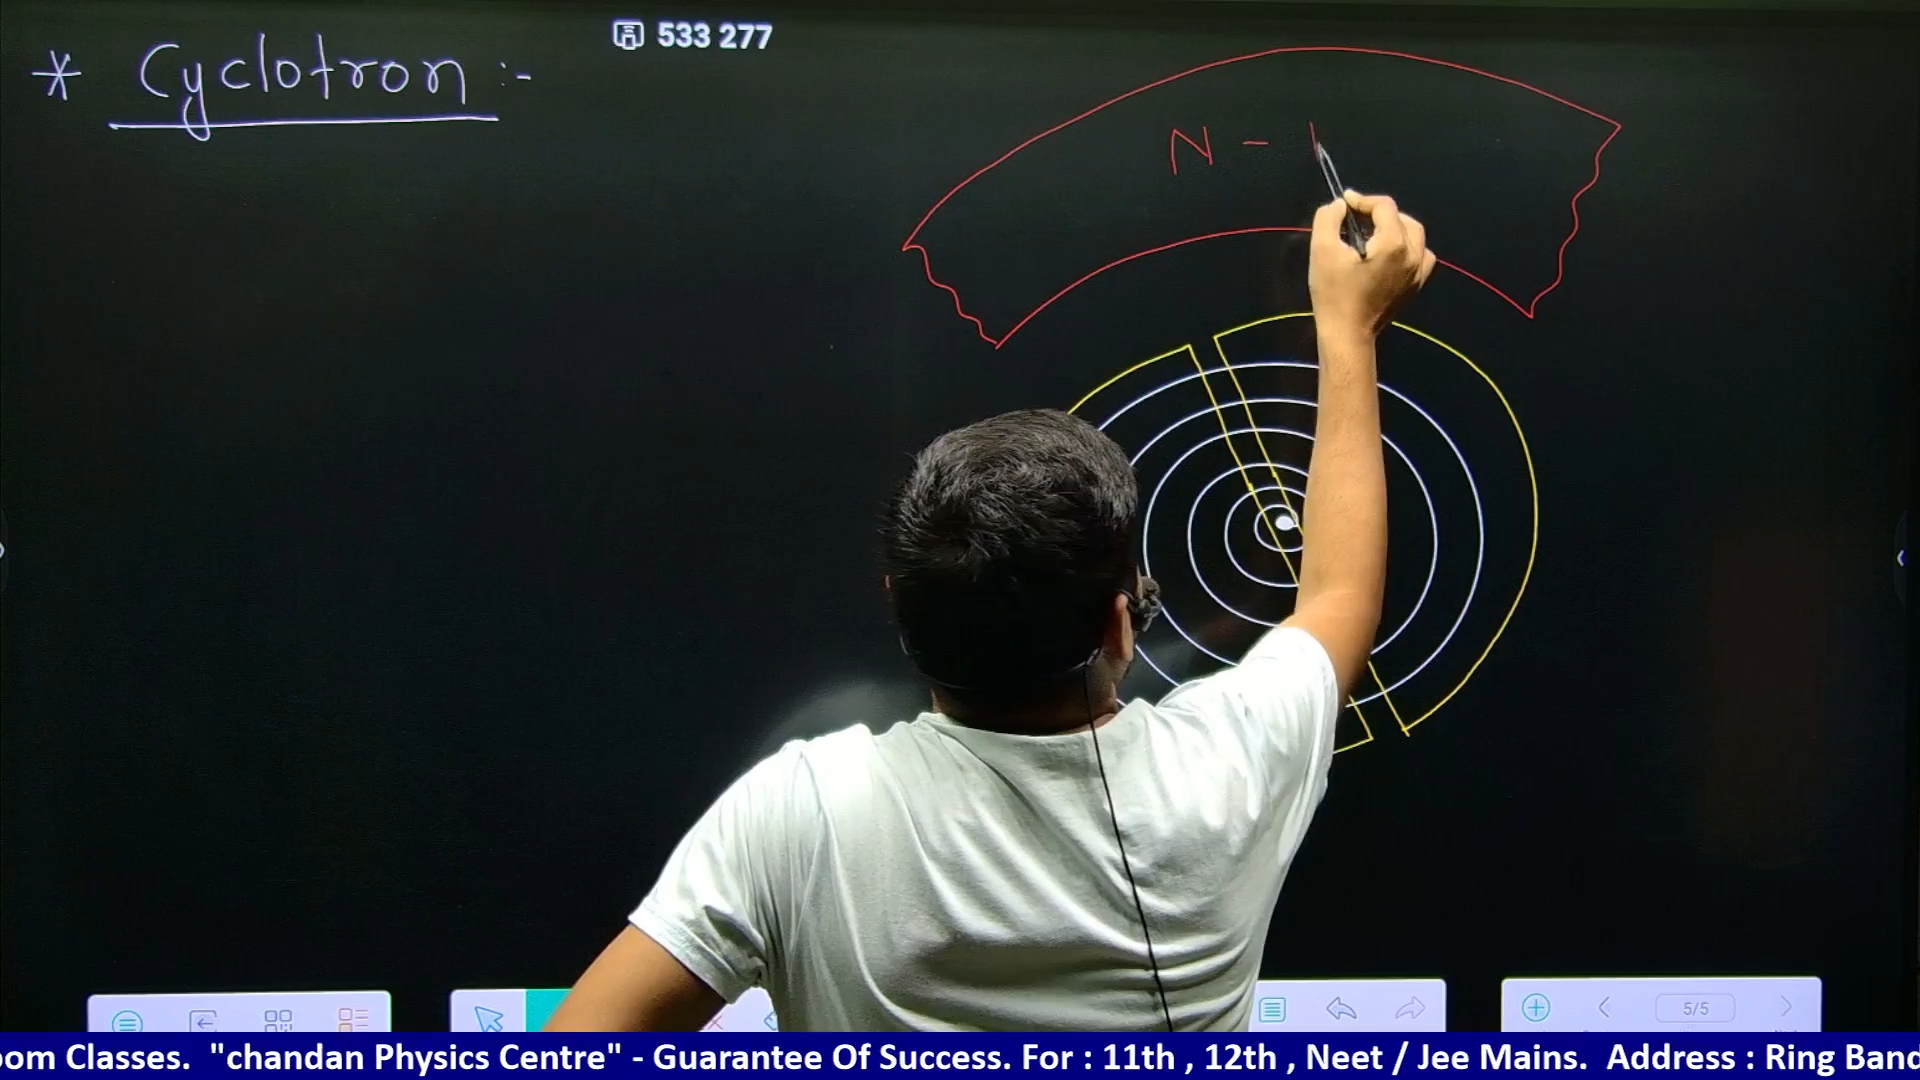 533 277
* Cyclotron :-
N -
5/5
oom Classes. "chandan Physics Centre" - Guarantee Of Success. For : 11th , 12th , Neet / Jee Mains. Address : Ring Band